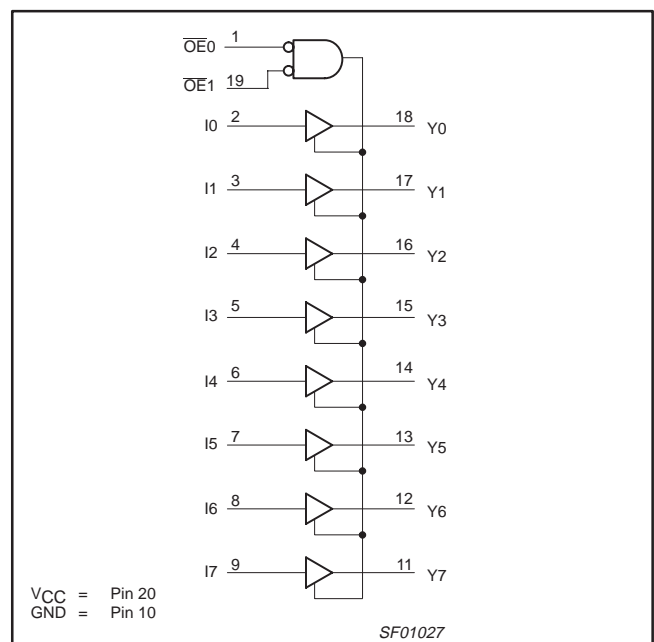 O̅E̅0 1
O̅E̅1 19
I0 2 18 Y0
I1 3 17 Y1
I2 4 16 Y2
I3 5 15 Y3
I4 6 14 Y4
I5 7 13 Y5
I6 8 12 Y6
I7 9 11 Y7
VCC = Pin 20
GND = Pin 10
SF01027